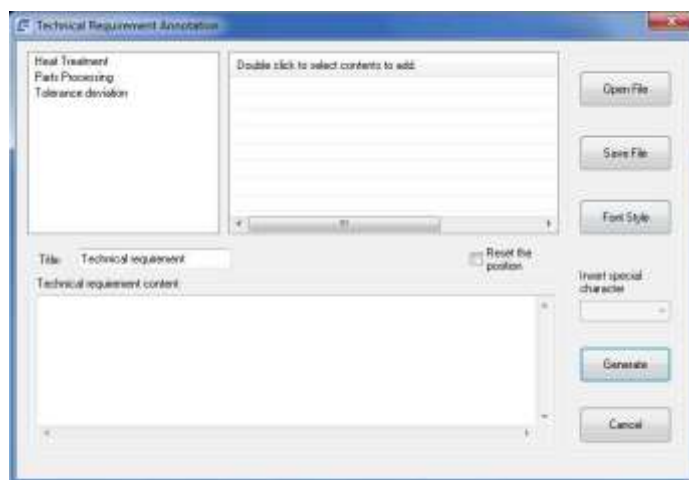 Technical Requirement Annotation
Heat Treatment
Parts Processing
Tolerance deviation
Double click to select contents to add.
Open File
Save File
Font Style
Title:
Technical requirement
Reset the
position
Insert special
character
Technical requirement content
Generate
Cancel